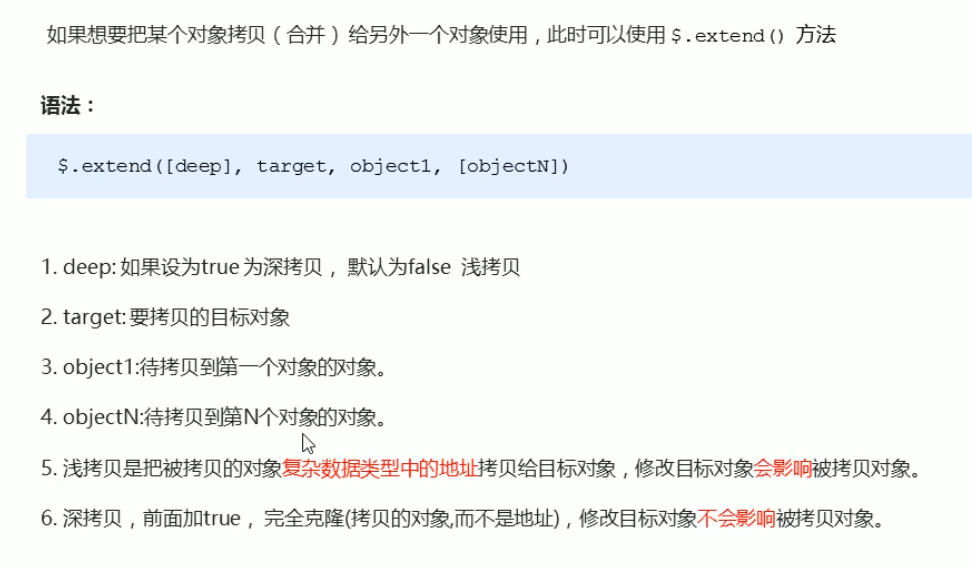 如果想要把某个对象拷贝（合并）给另外一个对象使用，此时可以使用 $.extend() 方法
语法：
$.extend([deep], target, object1, [objectN])
1. deep: 如果设为true 为深拷贝， 默认为false 浅拷贝
2. target: 要拷贝的目标对象
3. object1:待拷贝到第一个对象的对象。
4. objectN:待拷贝到第N个对象的对象。
5. 浅拷贝是把被拷贝的对象复杂数据类型中的地址拷贝给目标对象，修改目标对象会影响被拷贝对象。
6. 深拷贝，前面加true， 完全克隆(拷贝的对象,而不是地址)，修改目标对象不会影响被拷贝对象。